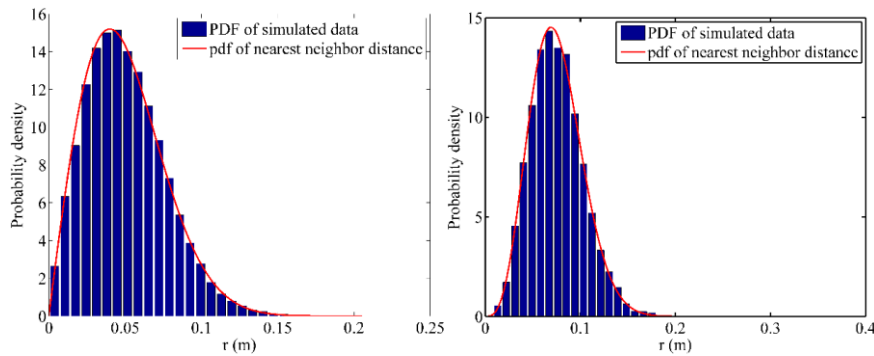 16
14
12
10
8
6
4
2
0
Probability density
PDF of simulated data
pdf of nearest neighbor distance
0 0.05 0.1 0.15 0.2 0.25
r (m)
15
10
5
0
Probability density
PDF of simulated data
pdf of nearest neighbor distance
0 0.1 0.2 0.3 0.4
r (m)